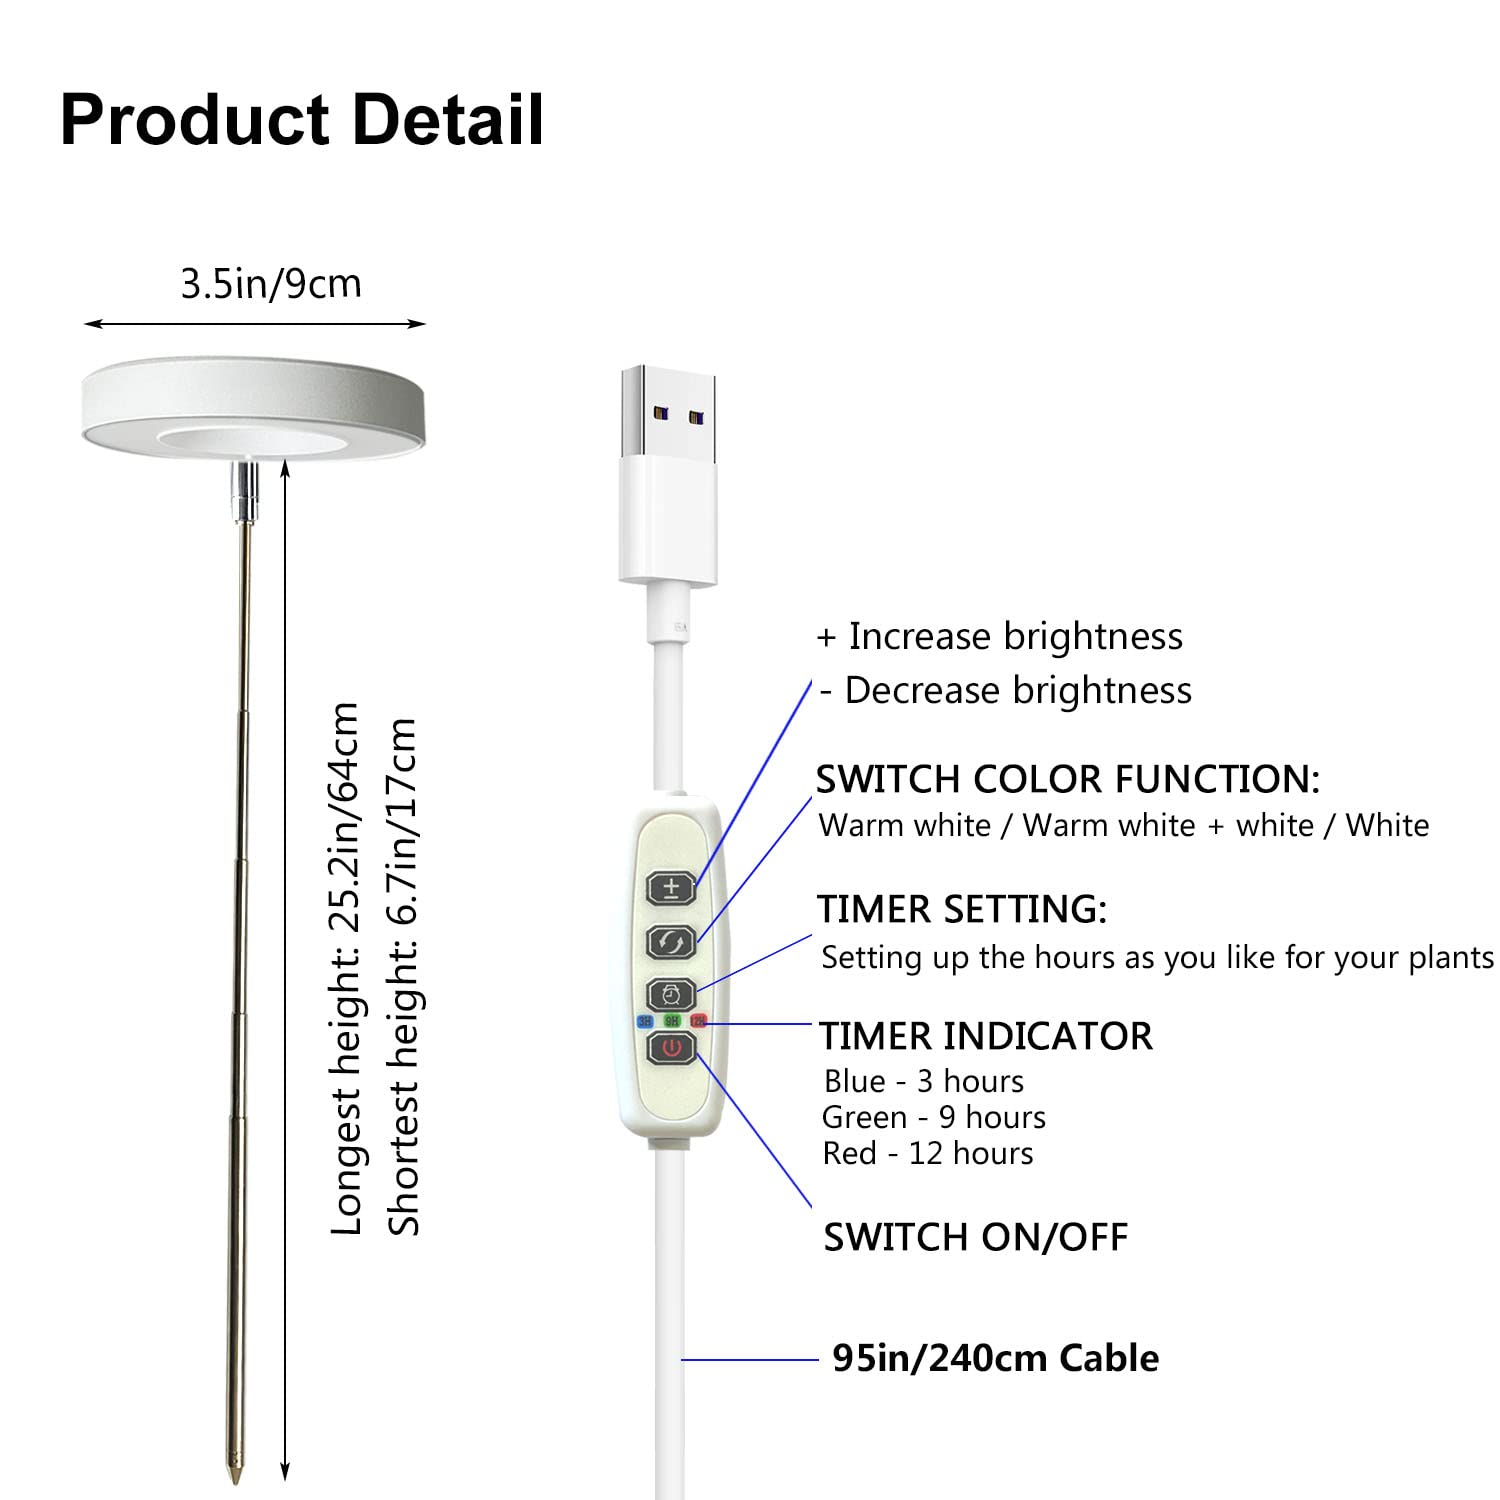 Product Detail
3.5in/9cm
Longest height: 25.2in/64cm
Shortest height: 6.7in/17cm
+ Increase brightness
- Decrease brightness
SWITCH COLOR FUNCTION:
Warm white / Warm white + white / White
TIMER SETTING:
Setting up the hours as you like for your plants
3H 9H 12H
TIMER INDICATOR
Blue - 3 hours
Green - 9 hours
Red - 12 hours
SWITCH ON/OFF
95in/240cm Cable